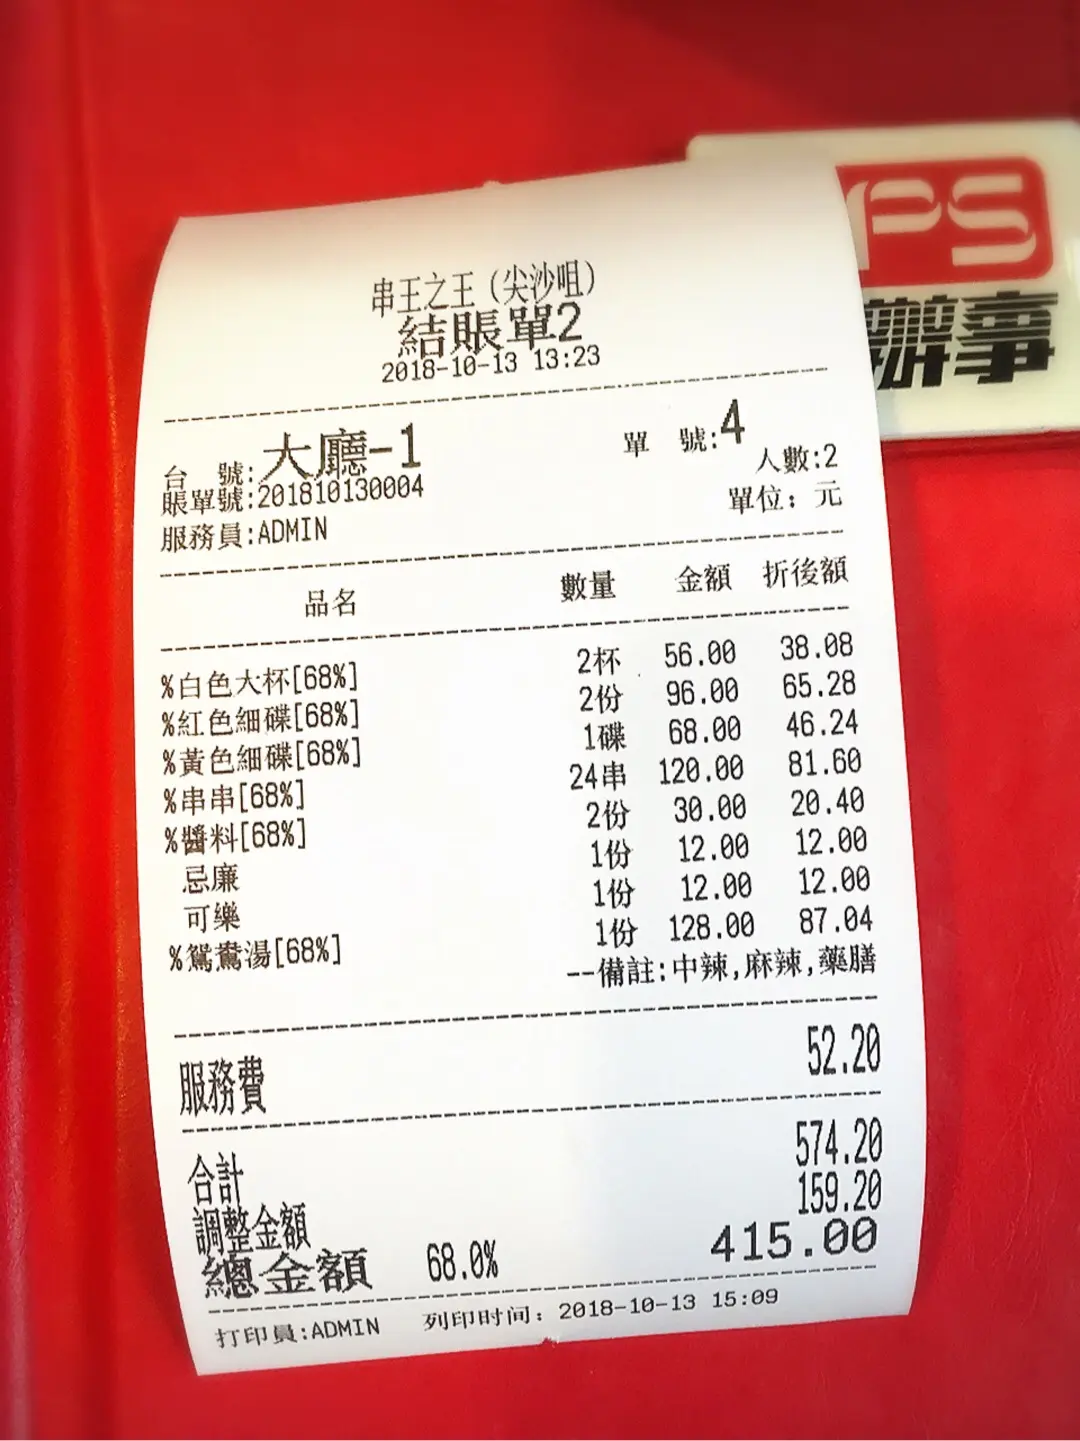 PS
辦事
串王之王(尖沙咀)
結賬單2
2018-10-13 13:23
台 號:大廳-1 單 號:4
賬單號:201810130004 人數:2
服務員:ADMIN 單位: 元
品名 數量 金額 折後額
%白色大杯[68%] 2杯 56.00 38.08
%紅色細碟[68%] 2份 96.00 65.28
%黃色細碟[68%] 1碟 68.00 46.24
%串串[68%] 24串 120.00 81.60
%醬料[68%] 2份 30.00 20.40
忌廉 1份 12.00 12.00
可樂 1份 12.00 12.00
%鴛鴦湯[68%] 1份 128.00 87.04
--備註:中辣,麻辣,藥膳
服務費 52.20
合計 574.20
調整金額 159.20
總金額 68.0% 415.00
打印員:ADMIN 列印时间: 2018-10-13 15:09